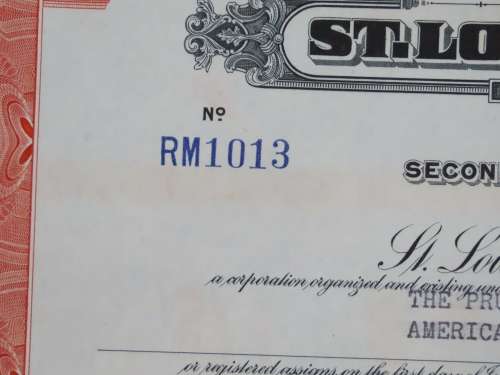 ST. LO
Nº
RM1013
SECON
St. Lou
a corporation, organized and existing und
THE PRU
AMERICA
or registered assigns on the first day of